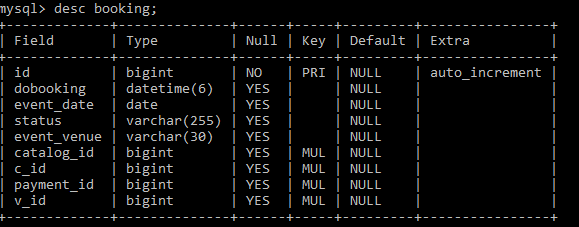 mysql> desc booking;
+--------------+--------------+------+-----+---------+----------------+
| Field        | Type         | Null | Key | Default | Extra          |
+--------------+--------------+------+-----+---------+----------------+
| id           | bigint       | NO   | PRI | NULL    | auto_increment |
| dobooking    | datetime(6)  | YES  |     | NULL    |                |
| event_date   | date         | YES  |     | NULL    |                |
| status       | varchar(255) | YES  |     | NULL    |                |
| event_venue  | varchar(30)  | YES  |     | NULL    |                |
| catalog_id   | bigint       | YES  | MUL | NULL    |                |
| c_id         | bigint       | YES  | MUL | NULL    |                |
| payment_id   | bigint       | YES  | MUL | NULL    |                |
| v_id         | bigint       | YES  | MUL | NULL    |                |
+--------------+--------------+------+-----+---------+----------------+